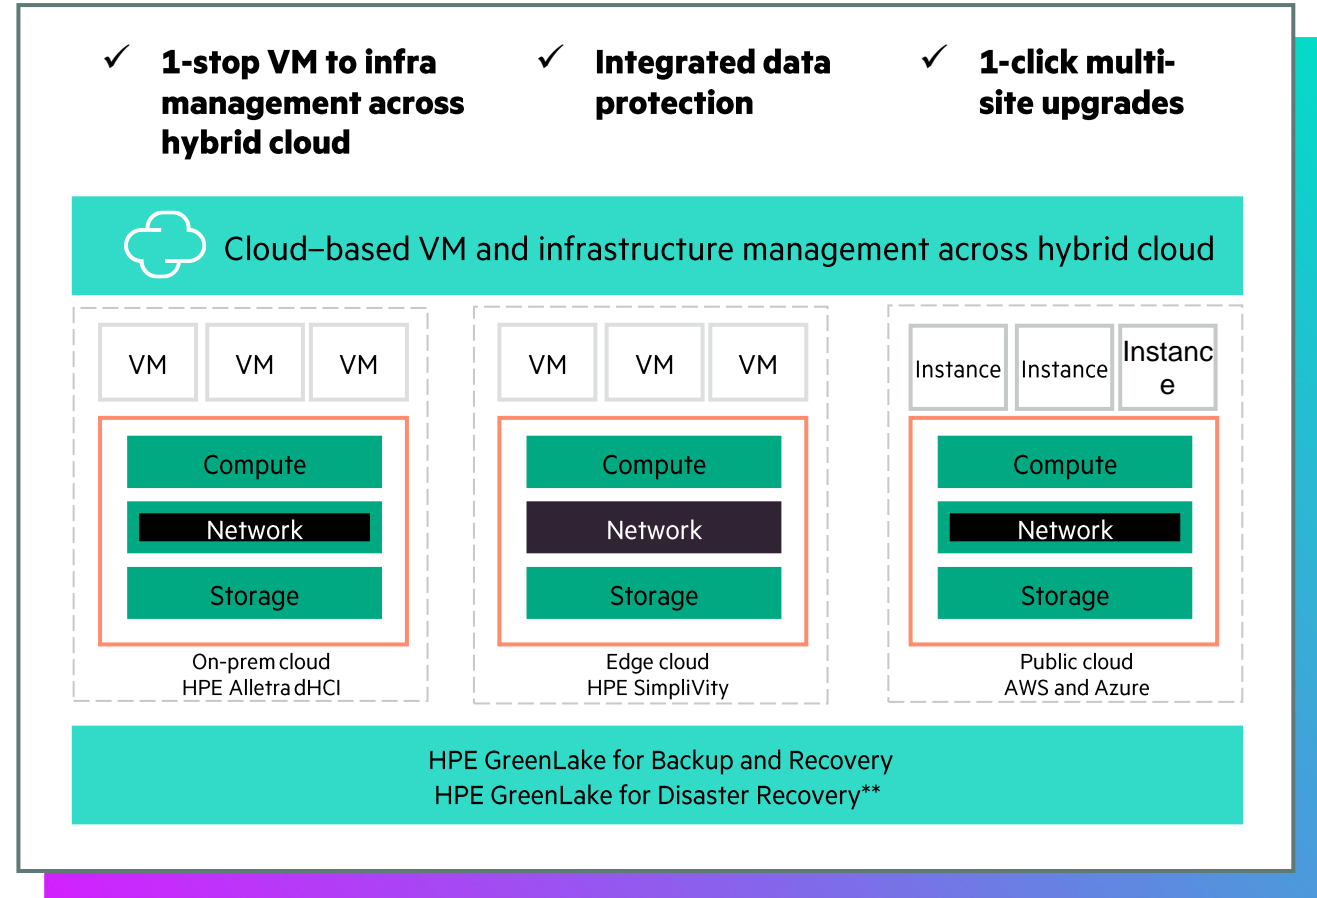 ✓ 1-stop VM to infra
management across
hybrid cloud
✓ Integrated data
protection
✓ 1-click multi-
site upgrades
Cloud–based VM and infrastructure management across hybrid cloud
VM VM VM
Compute
Network
Storage
On-prem cloud
HPE Alletra dHCI
VM VM VM
Compute
Network
Storage
Edge cloud
HPE SimpliVity
Instance Instance Instanc
e
Compute
Network
Storage
Public cloud
AWS and Azure
HPE GreenLake for Backup and Recovery
HPE GreenLake for Disaster Recovery**